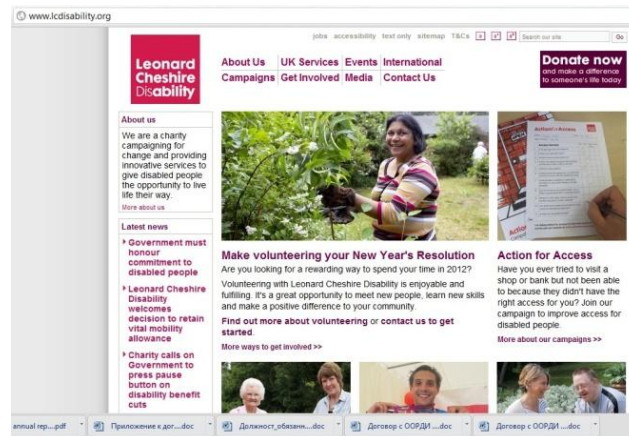 www.lcdisability.org
jobs accessibility text only sitemap T&Cs
Search our site
Go
Leonard
Cheshire
Disability
About Us UK Services Events International
Campaigns Get Involved Media Contact Us
Donate now
and make a difference
to someone's life today
About us
We are a charity
campaigning for
change and providing
innovative services to
give disabled people
the opportunity to live
life their way.
More about us
Latest news
Government must
honour
commitment to
disabled people
Leonard Cheshire
Disability
welcomes
decision to retain
vital mobility
allowance
Charity calls on
Government to
press pause
button on
disability benefit
cuts
Make volunteering your New Year's Resolution
Are you looking for a rewarding way to spend your time in 2012?
Volunteering with Leonard Cheshire Disability is enjoyable and
fulfilling. It's a great opportunity to meet new people, learn new skills
and make a positive difference to your community.
Find out more about volunteering or contact us to get
started.
More ways to get involved >>
Action for Access
Action for Access
Have you ever tried to visit a
shop or bank but not been able
to because they didn't have the
right access for you? Join our
campaign to improve access for
disabled people.
More about our campaigns >>
annual rep...pdf
Приложение к дог....doc
Должност_обязанн....doc
Договор с ООРДИ ....doc
Договор с ООРДИ ....doc